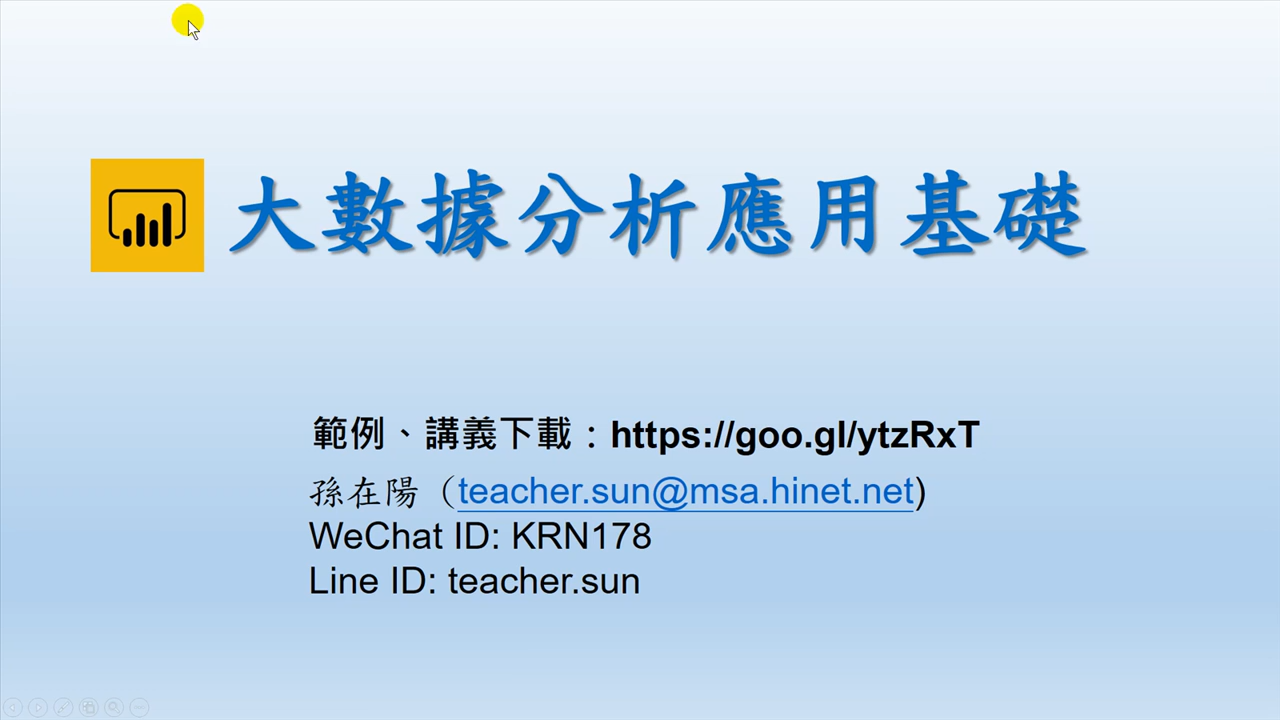 大數據分析應用基礎
範例、講義下載：https://goo.gl/ytzRxT
孫在陽（teacher.sun@msa.hinet.net)
WeChat ID: KRN178
Line ID: teacher.sun